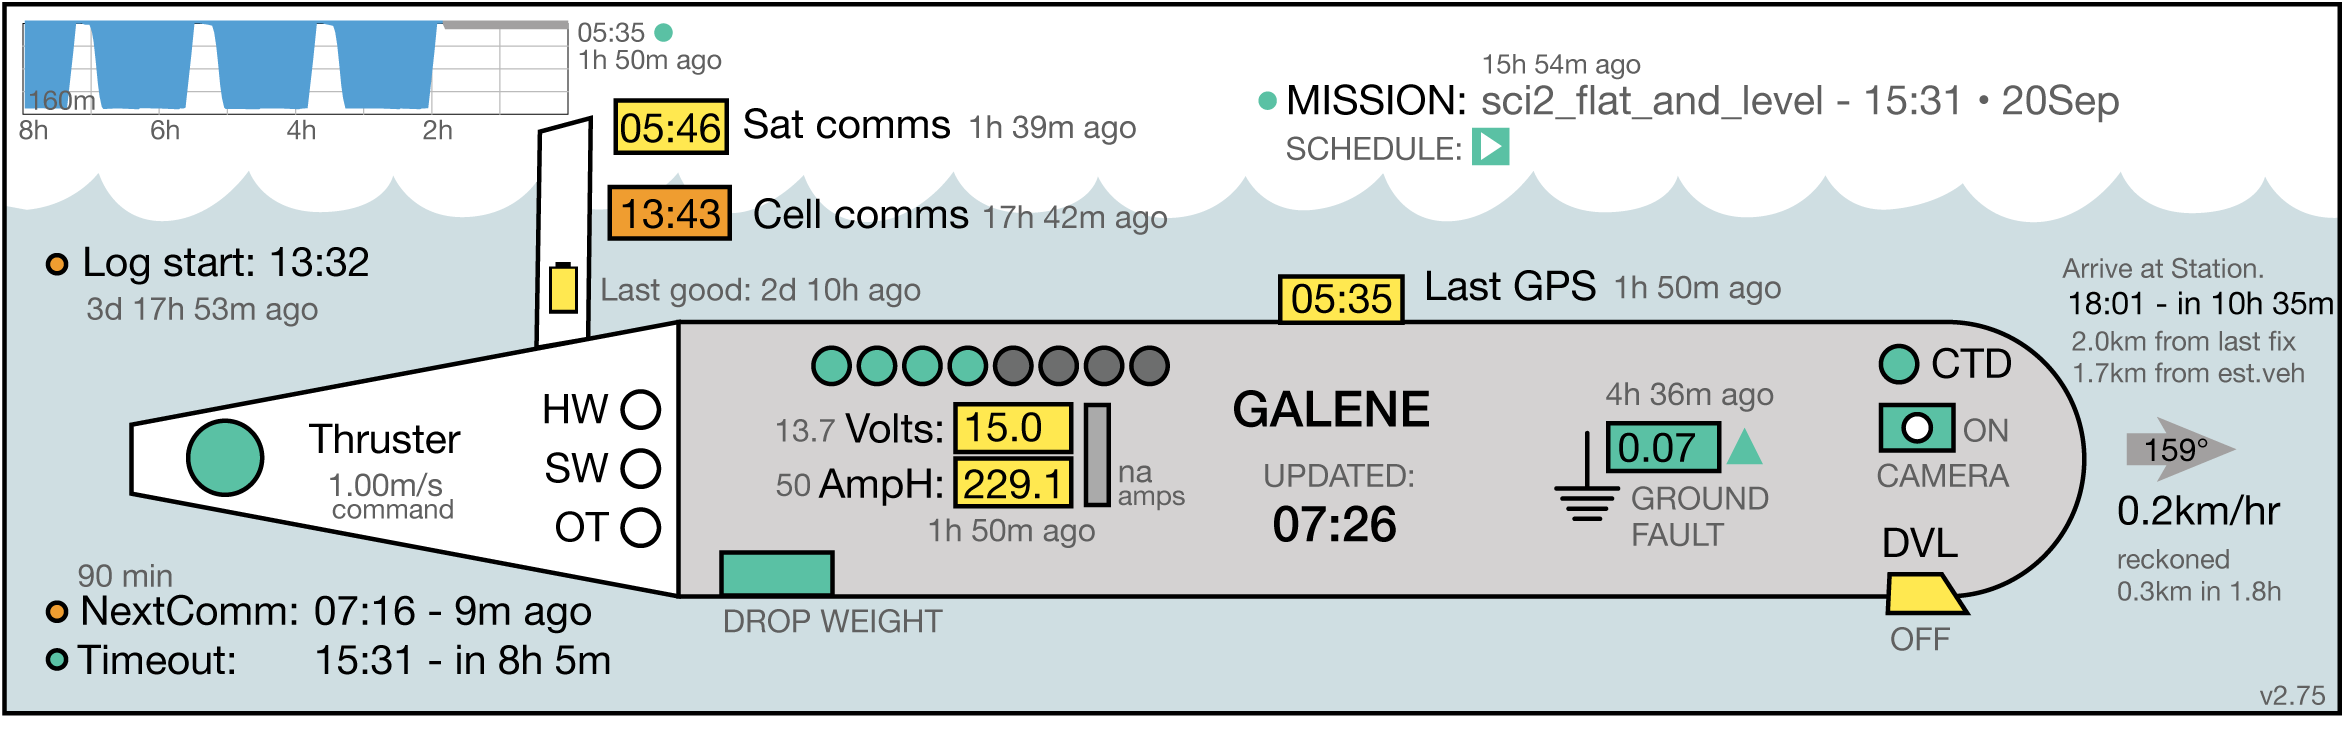 05:35
1h 50m ago
160m
8h 6h 4h 2h
15h 54m ago
MISSION: sci2_flat_and_level - 15:31 • 20Sep
SCHEDULE:
05:46 Sat comms 1h 39m ago
13:43 Cell comms 17h 42m ago
Log start: 13:32
3d 17h 53m ago
Last good: 2d 10h ago
05:35 Last GPS 1h 50m ago
Arrive at Station.
18:01 - in 10h 35m
2.0km from last fix
1.7km from est.veh
Thruster
1.00m/s
command
HW
SW
OT
13.7 Volts: 15.0
50 AmpH: 229.1
na
amps
1h 50m ago
GALENE
UPDATED:
07:26
4h 36m ago
0.07
GROUND
FAULT
CTD
ON
CAMERA
DVL
OFF
159°
0.2km/hr
reckoned
0.3km in 1.8h
DROP WEIGHT
90 min
NextComm: 07:16 - 9m ago
Timeout: 15:31 - in 8h 5m
v2.75